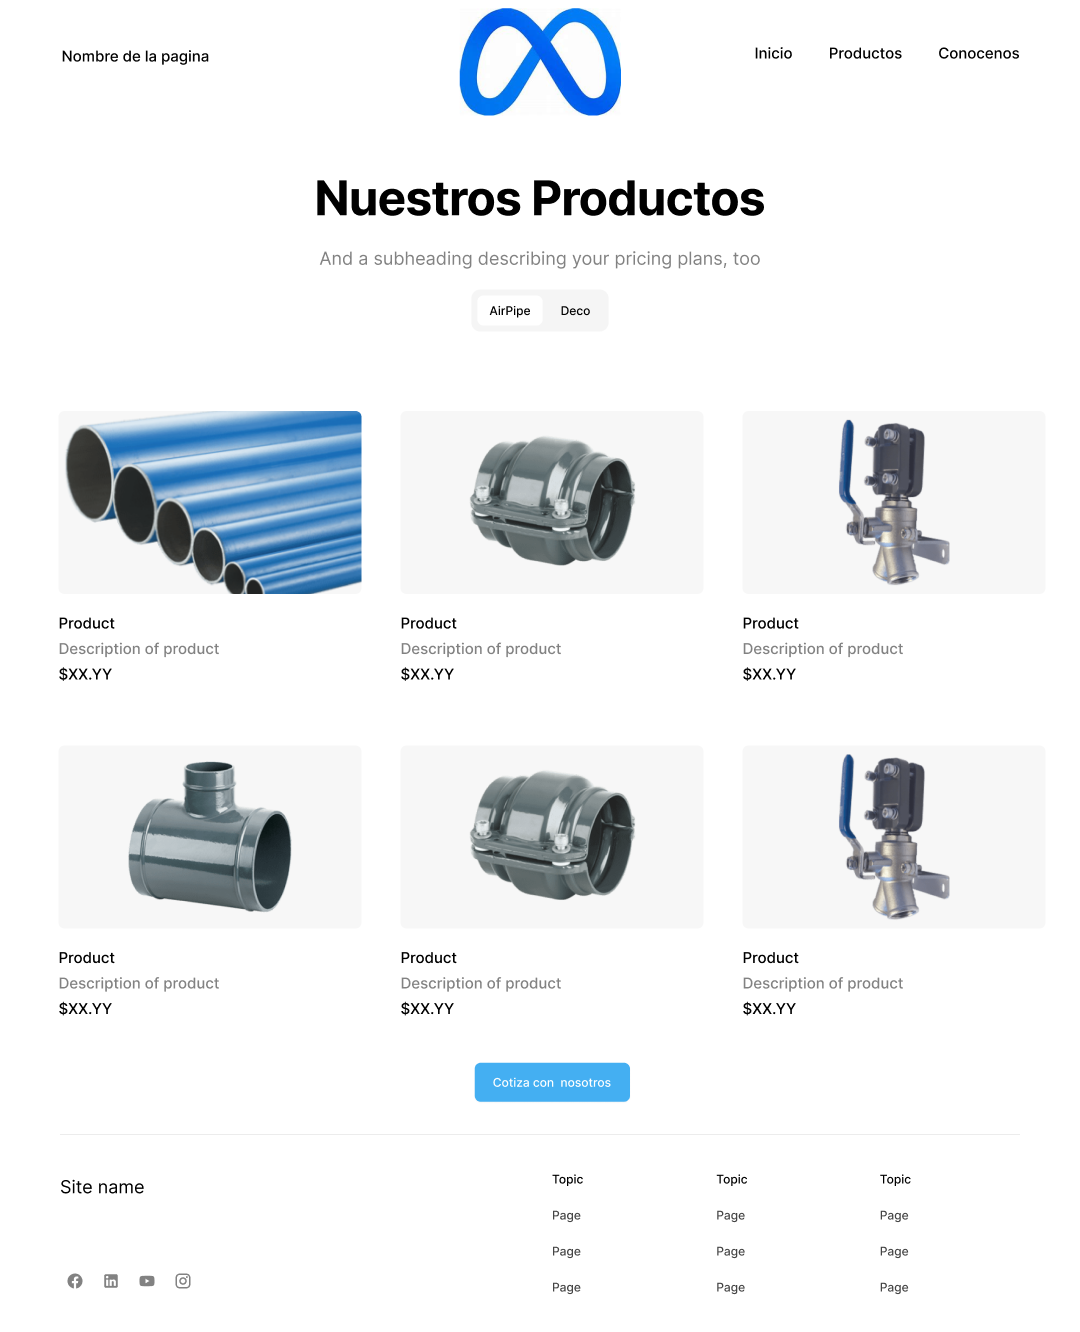 Nombre de la pagina
Inicio Productos Conocenos
Nuestros Productos
And a subheading describing your pricing plans, too
AirPipe Deco
Product Product Product
Description of product Description of product Description of product
$XX.YY $XX.YY $XX.YY
Product Product Product
Description of product Description of product Description of product
$XX.YY $XX.YY $XX.YY
Cotiza con nosotros
Site name
Topic Topic Topic
Page Page Page
Page Page Page
Page Page Page